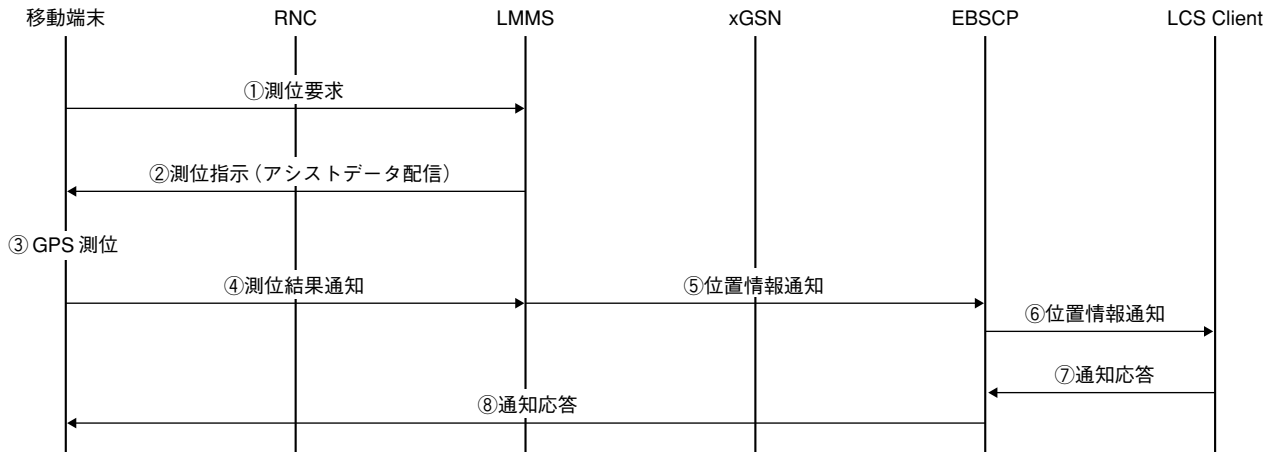 移動端末
RNC
LMMS
xGSN
EBSCP
LCS Client
①測位要求
②測位指示(アシストデータ配信)
③GPS 測位
④測位結果通知
⑤位置情報通知
⑥位置情報通知
⑦通知応答
⑧通知応答